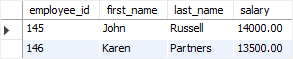 employee_id first_name last_name salary
145 John Russell 14000.00
146 Karen Partners 13500.00